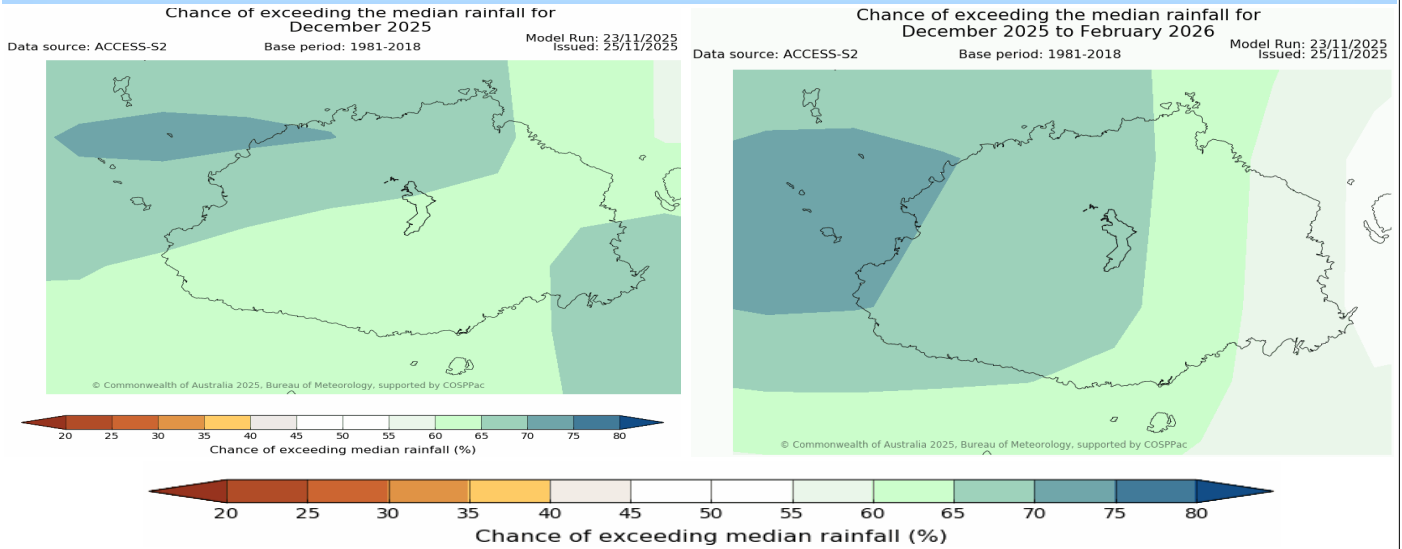 Chance of exceeding the median rainfall for
December 2025
Model Run: 23/11/2025
Data source: ACCESS-S2 Base period: 1981-2018 Issued: 25/11/2025
© Commonwealth of Australia 2025, Bureau of Meteorology, supported by COSPPac
20 25 30 35 40 45 50 55 60 65 70 75 80
Chance of exceeding median rainfall (%)
Chance of exceeding the median rainfall for
December 2025 to February 2026
Model Run: 23/11/2025
Data source: ACCESS-S2 Base period: 1981-2018 Issued: 25/11/2025
© Commonwealth of Australia 2025, Bureau of Meteorology, supported by COSPPac
20 25 30 35 40 45 50 55 60 65 70 75 80
Chance of exceeding median rainfall (%)